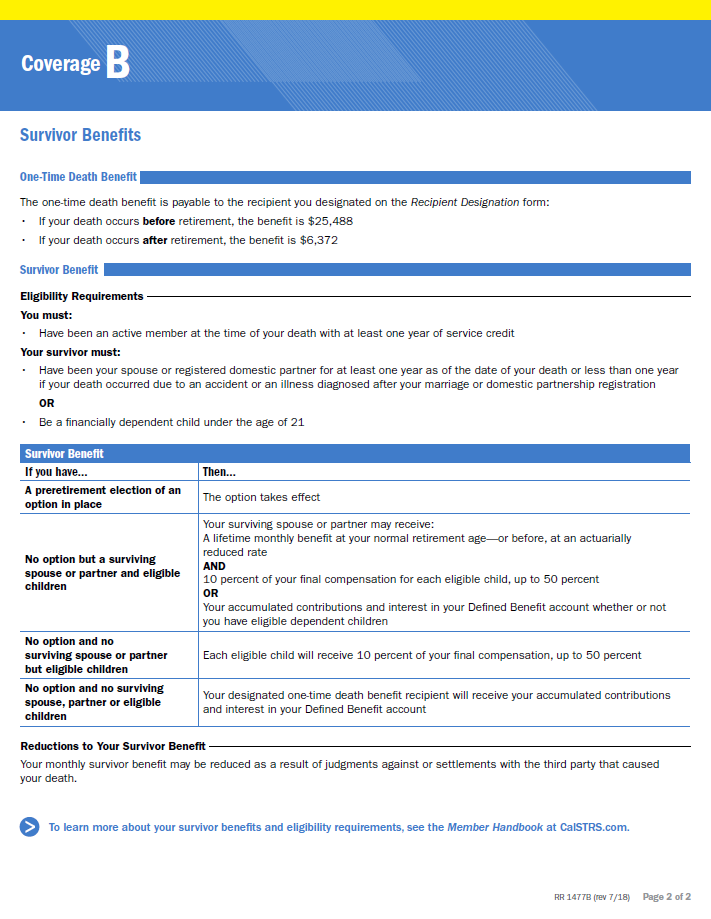 Coverage B
Survivor Benefits
One-Time Death Benefit
The one-time death benefit is payable to the recipient you designated on the Recipient Designation form:
· If your death occurs before retirement, the benefit is $25,488
· If your death occurs after retirement, the benefit is $6,372
Survivor Benefit
Eligibility Requirements
You must:
· Have been an active member at the time of your death with at least one year of service credit
Your survivor must:
· Have been your spouse or registered domestic partner for at least one year as of the date of your death or less than one year
if your death occurred due to an accident or an illness diagnosed after your marriage or domestic partnership registration
OR
· Be a financially dependent child under the age of 21
Survivor Benefit
If you have...
Then...
A preretirement election of an
option in place
The option takes effect
No option but a surviving
spouse or partner and eligible
children
Your surviving spouse or partner may receive:
A lifetime monthly benefit at your normal retirement age—or before, at an actuarially
reduced rate
AND
10 percent of your final compensation for each eligible child, up to 50 percent
OR
Your accumulated contributions and interest in your Defined Benefit account whether or not
you have eligible dependent children
No option and no
surviving spouse or partner
but eligible children
Each eligible child will receive 10 percent of your final compensation, up to 50 percent
No option and no surviving
spouse, partner or eligible
children
Your designated one-time death benefit recipient will receive your accumulated contributions
and interest in your Defined Benefit account
Reductions to Your Survivor Benefit
Your monthly survivor benefit may be reduced as a result of judgments against or settlements with the third party that caused
your death.
To learn more about your survivor benefits and eligibility requirements, see the Member Handbook at CalSTRS.com.
RR 1477B (rev 7/18) Page 2 of 2